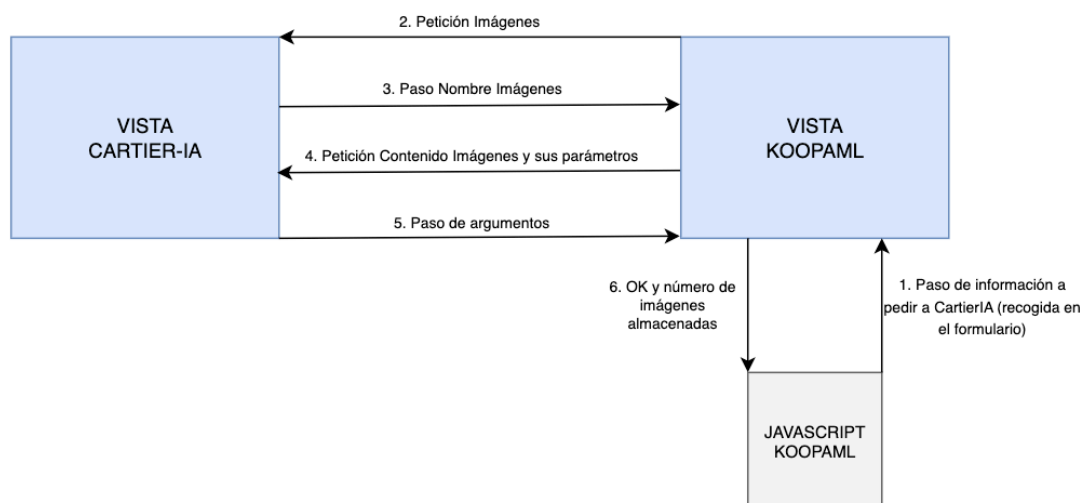 2. Petición Imágenes
3. Paso Nombre Imágenes
VISTA
CARTIER-IA
VISTA
KOOPAML
4. Petición Contenido Imágenes y sus parámetros
5. Paso de argumentos
6. OK y número de
imágenes
almacenadas
1. Paso de información a
pedir a CartierIA (recogida en
el formulario)
JAVASCRIPT
KOOPAML